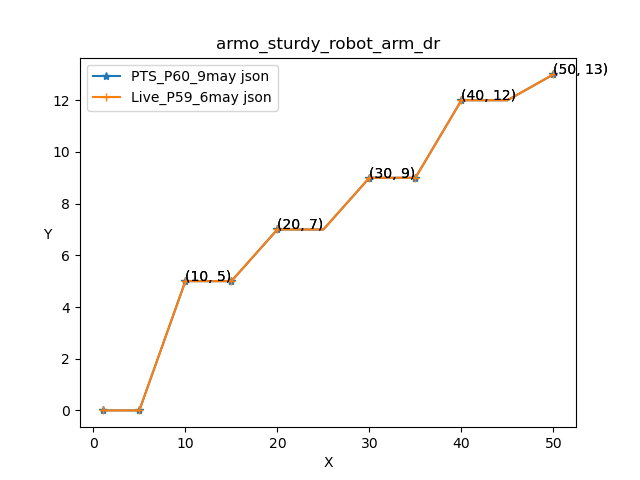 armo_sturdy_robot_arm_dr
PTS_P60_9may json
Live_P59_6may json
(50, 13)
(40, 12)
(30, 9)
(20, 7)
(10, 5)
Y
12
10
8
6
4
2
0
0 10 20 30 40 50
X